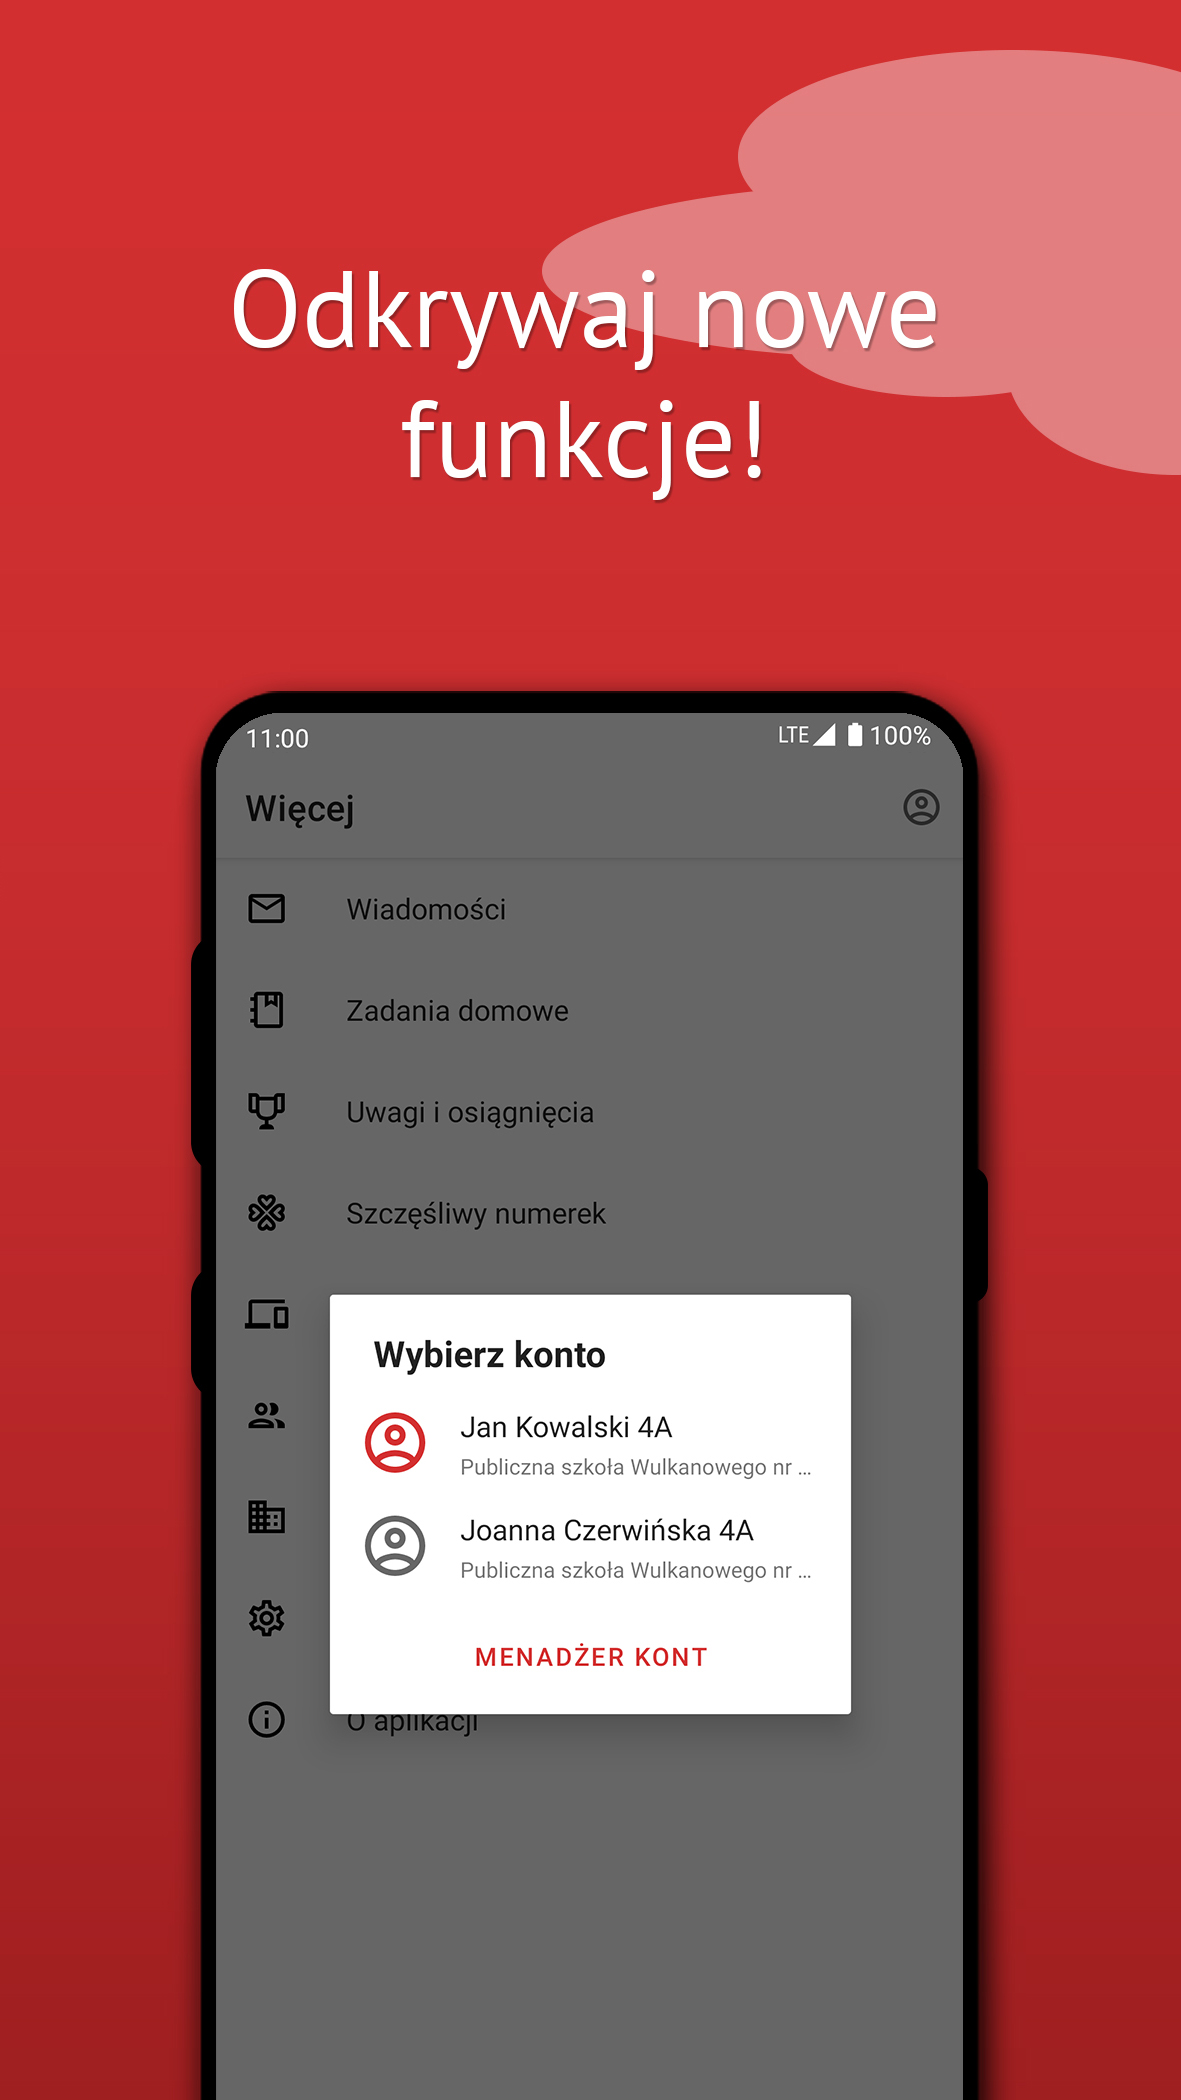 Odkrywaj nowe
funkcje!
11:00
LTE 100%
Więcej
Wiadomości
Zadania domowe
Uwagi i osiągnięcia
Szczęśliwy numerek
Wybierz konto
Jan Kowalski 4A
Publiczna szkoła Wulkanowego nr ...
Joanna Czerwińska 4A
Publiczna szkoła Wulkanowego nr ...
MENADŻER KONT
O aplikacji